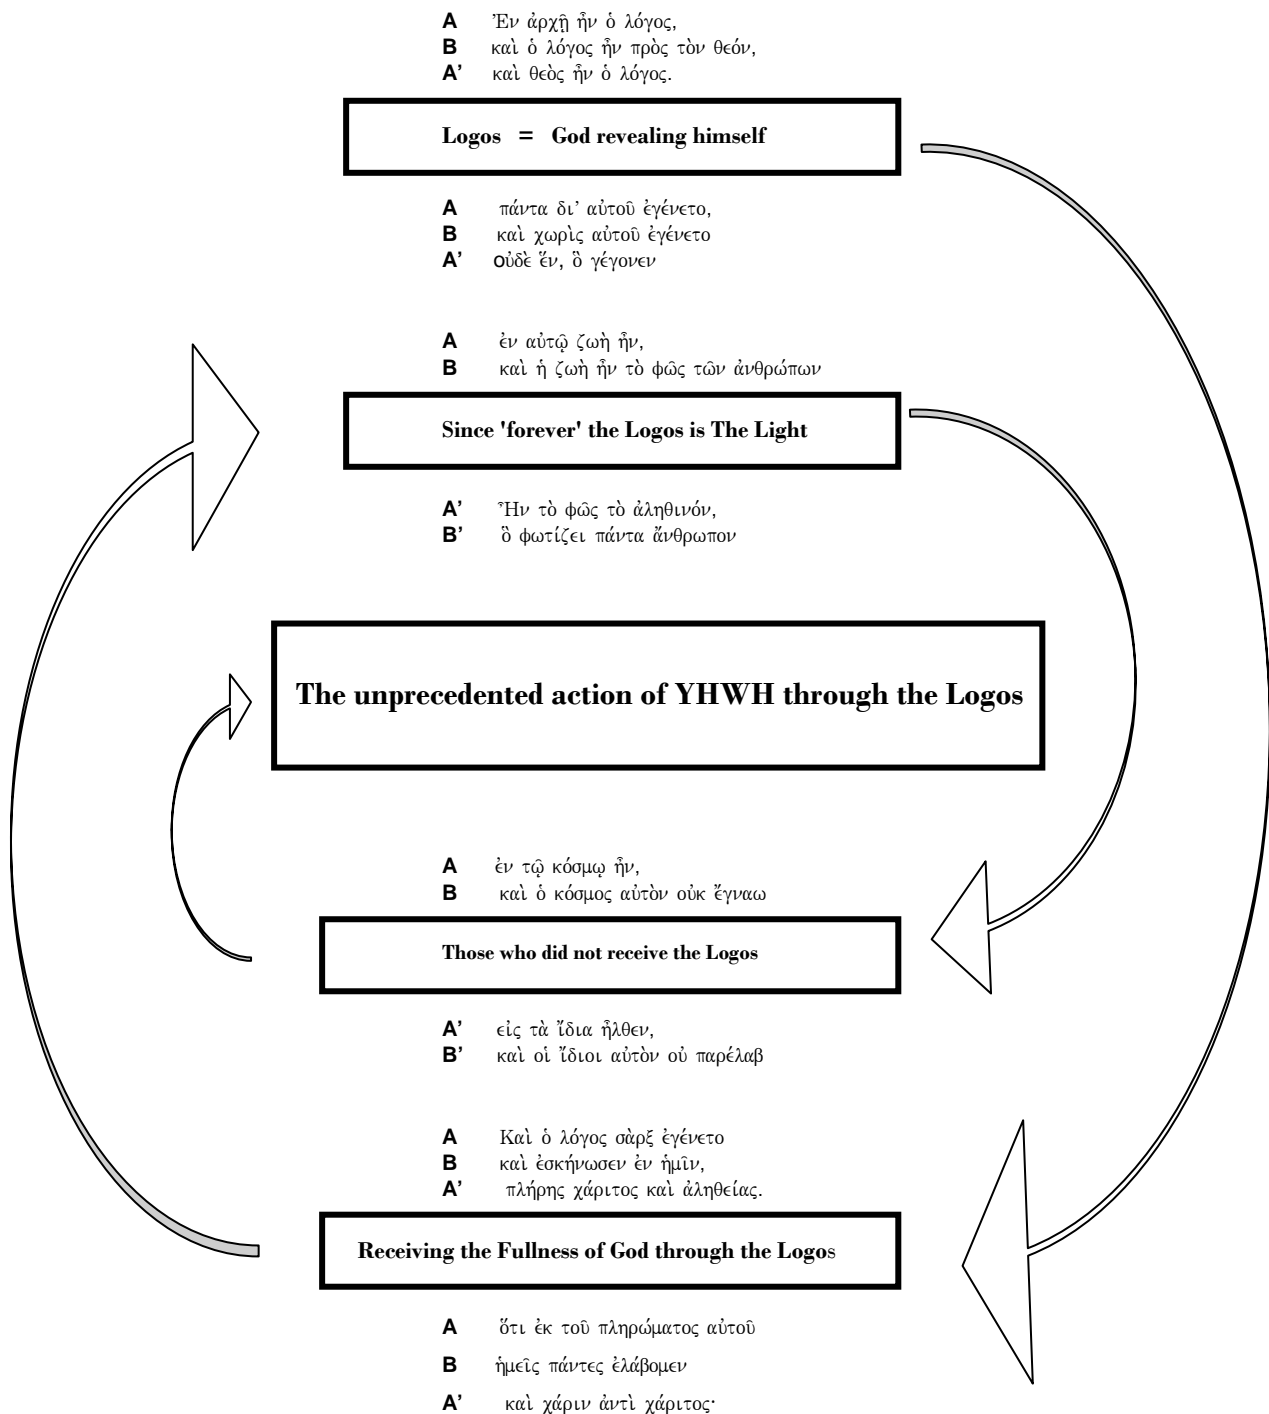 A Ἐν ἀρχῇ ἦν ὁ λόγος,
B καὶ ὁ λόγος ἦν πρὸς τὸν θεόν,
A' καὶ θεὸς ἦν ὁ λόγος.
Logos = God revealing himself
A πάντα δι' αὐτοῦ ἐγένετο,
B καὶ χωρὶς αὐτοῦ ἐγένετο
A' οὐδὲ ἕν, ὃ γέγονεν
A ἐν αὐτῷ ζωὴ ἦν,
B καὶ ἡ ζωὴ ἦν τὸ φῶς τῶν ἀνθρώπων
Since 'forever' the Logos is The Light
A' Ἦν τὸ φῶς τὸ ἀληθινόν,
B' ὃ φωτίζει πάντα ἄνθρωπον
The unprecedented action of YHWH through the Logos
A ἐν τῷ κόσμῳ ἦν,
B καὶ ὁ κόσμος αὐτὸν οὐκ ἔγναω
Those who did not receive the Logos
A' εἰς τὰ ἴδια ἦλθεν,
B' καὶ οἱ ἴδιοι αὐτὸν οὐ παρέλαβ
A Καὶ ὁ λόγος σὰρξ ἐγένετο
B καὶ ἐσκήνωσεν ἐν ἡμῖν,
A' πλήρης χάριτος καὶ ἀληθείας.
Receiving the Fullness of God through the Logos
A ὅτι ἐκ τοῦ πληρώματος αὐτοῦ
B ἡμεῖς πάντες ἐλάβομεν
A' καὶ χάριν ἀντὶ χάριτος·